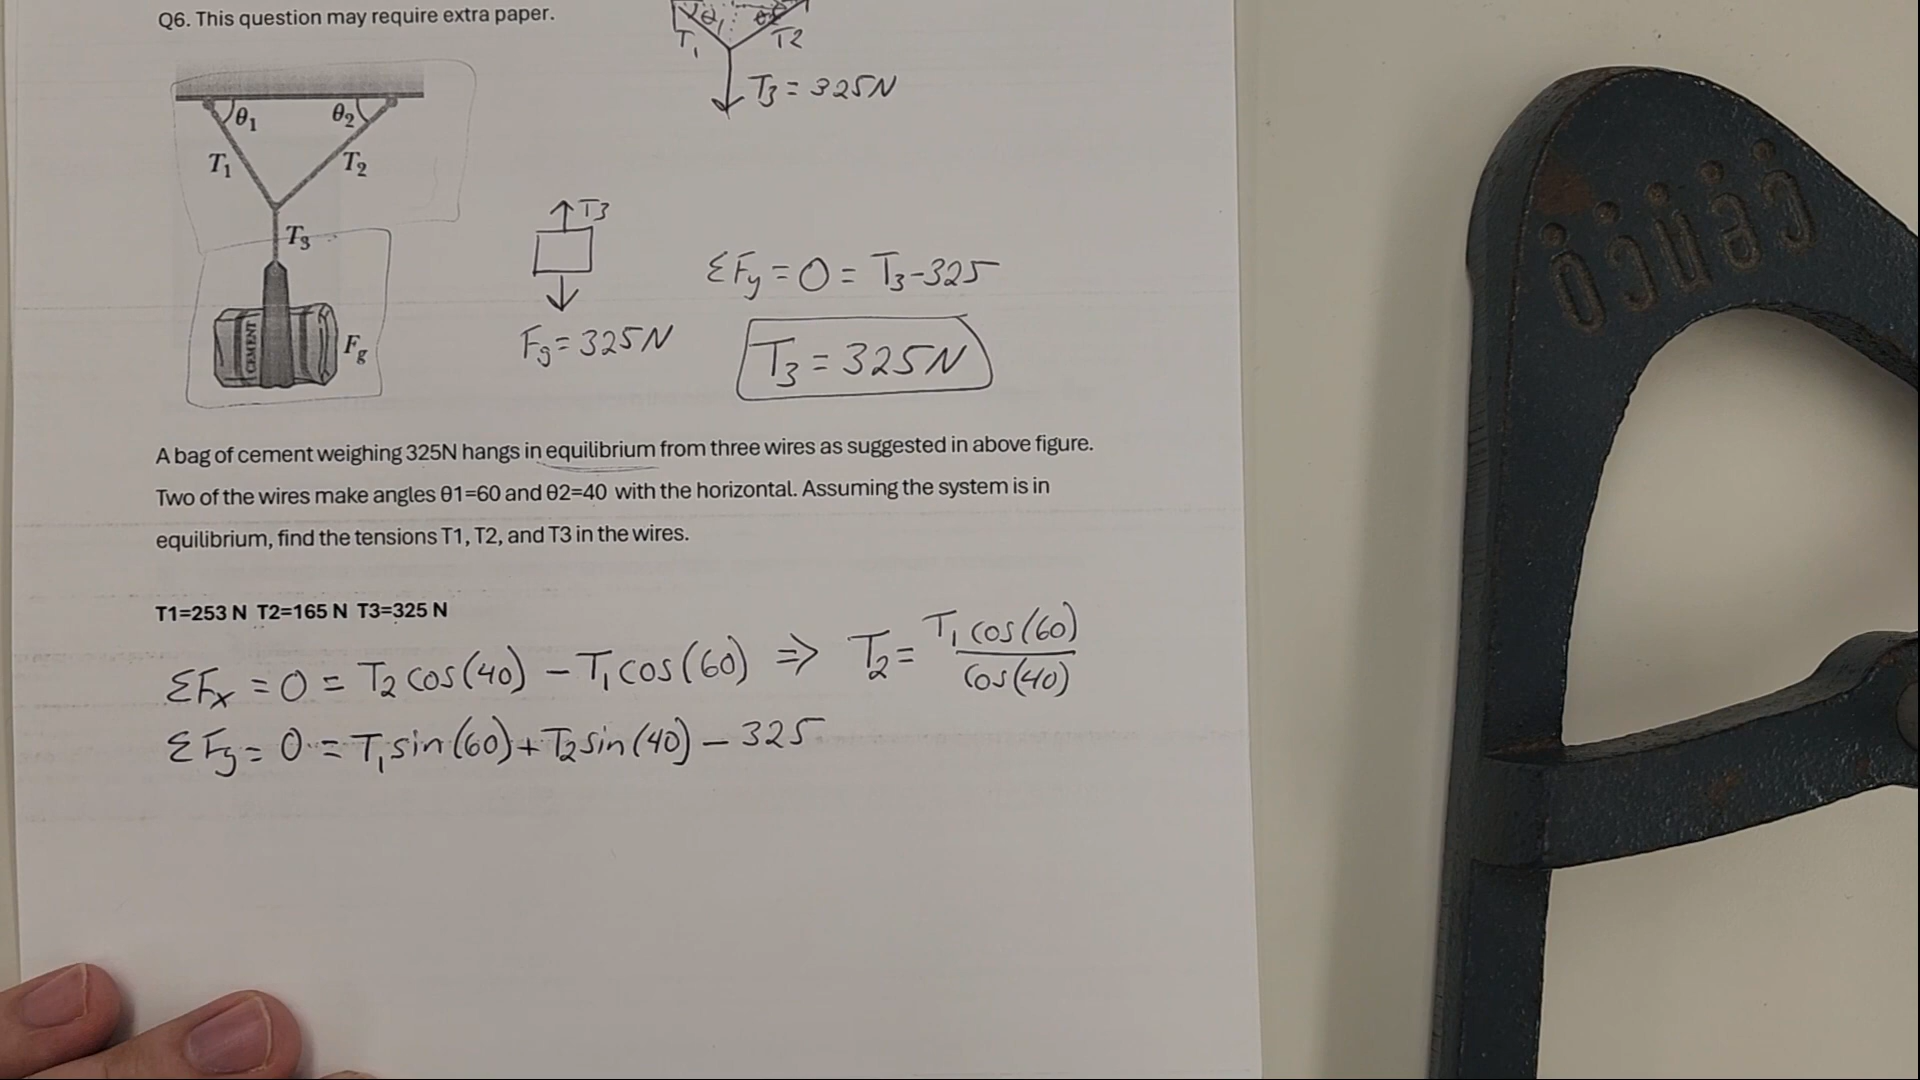 Q6. This question may require extra paper.
θ1
T1 T2
T3 = 325N
θ1 θ2
T1 T2
T3
CEMENT
Fg
T3
Fg = 325N
ΣFy = 0 = T3 - 325
T3 = 325N
A bag of cement weighing 325N hangs in equilibrium from three wires as suggested in above figure.
Two of the wires make angles θ1=60 and θ2=40 with the horizontal. Assuming the system is in
equilibrium, find the tensions T1, T2, and T3 in the wires.
T1=253 N T2=165 N T3=325 N
ΣFx = 0 = T2 cos(40) - T1 cos(60) ⇒ T2 = T1 cos(60) / cos(40)
ΣFy = 0 = T1 sin(60) + T2 sin(40) - 325